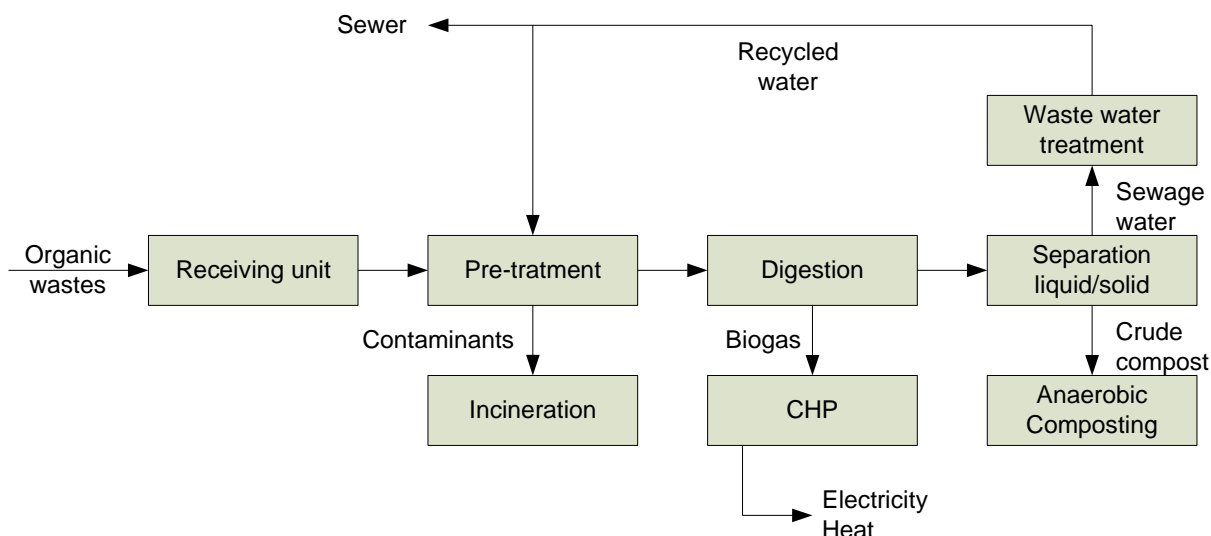 Sewer
Recycled
water
Waste water
treatment
Sewage
water
Organic
wastes
Receiving unit
Pre-tratment
Digestion
Separation
liquid/solid
Contaminants
Biogas
Crude
compost
Incineration
CHP
Anaerobic
Composting
Electricity
Heat